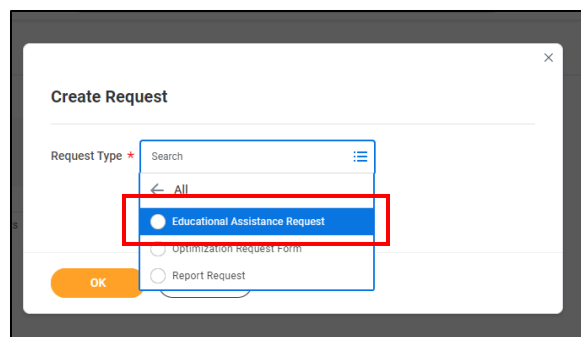 Create Request
Request Type *
Search
All
Educational Assistance Request
s
Optimization Request Form
Report Request
OK